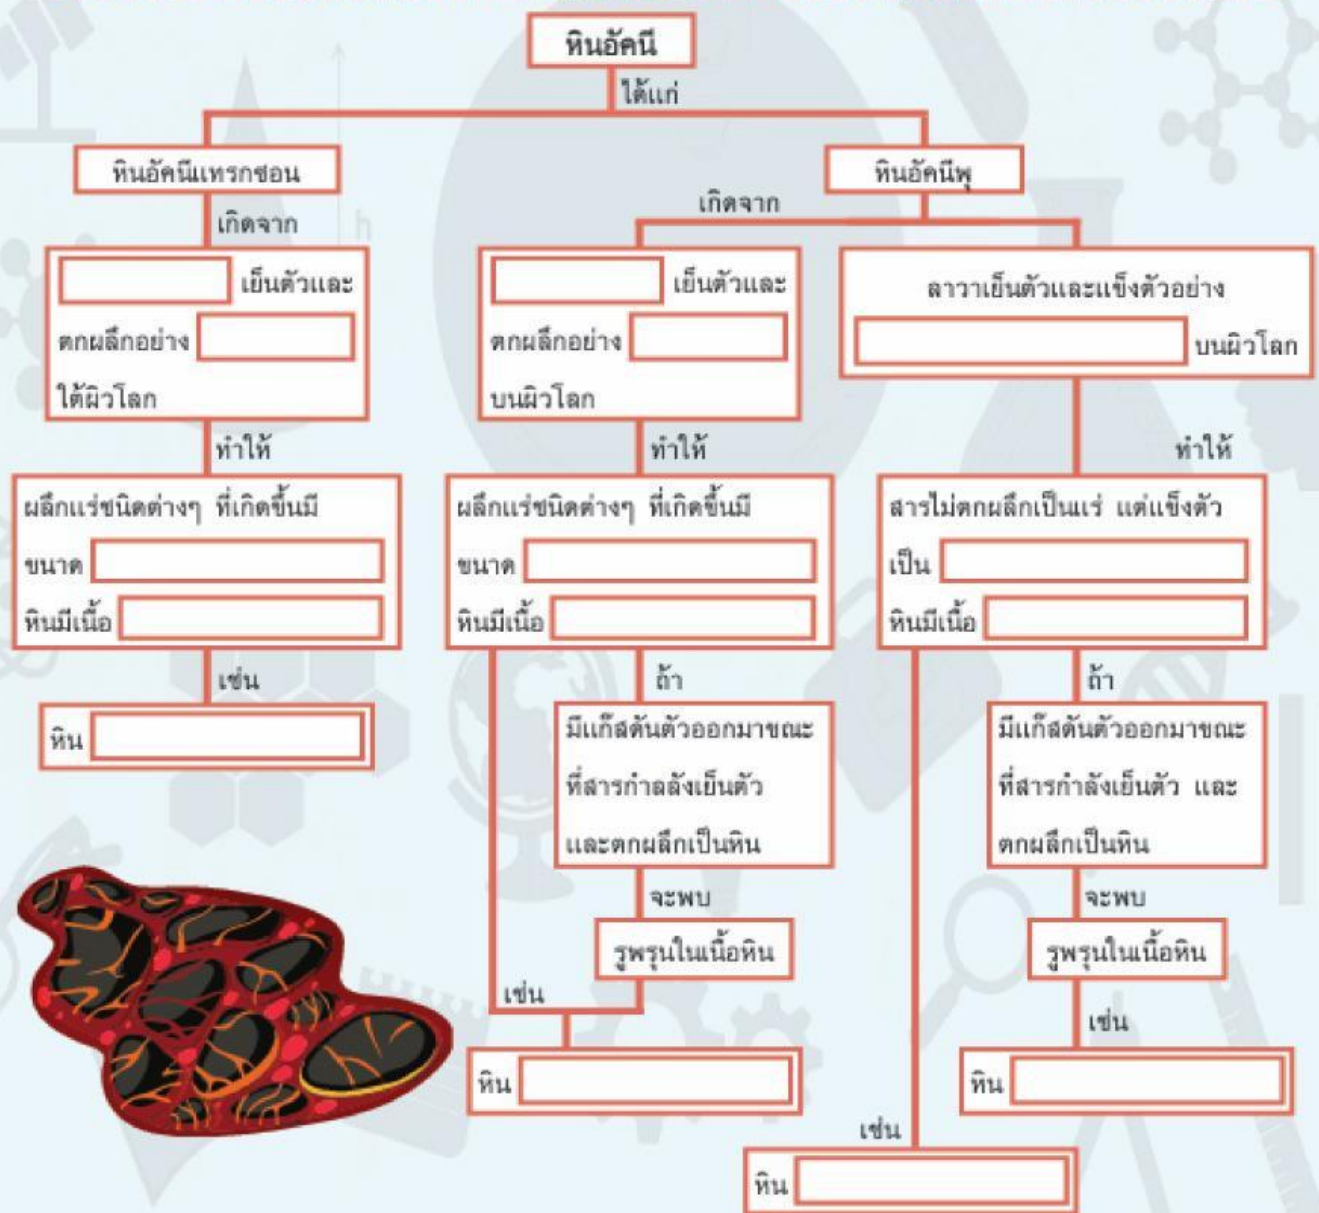 หินอัคนี
ได้แก่
หินอัคนีแทรกซอน
หินอัคนีพุ
เกิดจาก
เกิดจาก
เย็นตัวและ
ตกผลึกอย่าง
ใต้ผิวโลก
เย็นตัวและ
ตกผลึกอย่าง
บนผิวโลก
ลาวาเย็นตัวและแข็งตัวอย่าง
บนผิวโลก
ทำให้
ทำให้
ทำให้
ผลึกแร่ชนิดต่างๆ ที่เกิดขึ้นมี
ขนาด
หินมีเนื้อ
ผลึกแร่ชนิดต่างๆ ที่เกิดขึ้นมี
ขนาด
หินมีเนื้อ
สารไม่ตกผลึกเป็นแร่ แต่แข็งตัว
เป็น
หินมีเนื้อ
เช่น
หิน
ถ้า
มีแก๊สดันตัวออกมาขณะ
ที่สารกำลลังเย็นตัว
และตกผลึกเป็นหิน
จะพบ
รูพรุนในเนื้อหิน
เช่น
หิน
ถ้า
มีแก๊สดันตัวออกมาขณะ
ที่สารกำลังเย็นตัว และ
ตกผลึกเป็นหิน
จะพบ
รูพรุนในเนื้อหิน
เช่น
หิน
เช่น
หิน
h